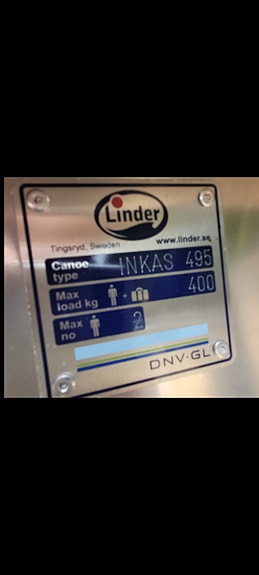 Linder
Tingsryd, Sweden www.linder.se
Canoe type INKAS 495
Max load kg + 400
Max no 2
DNV·GL